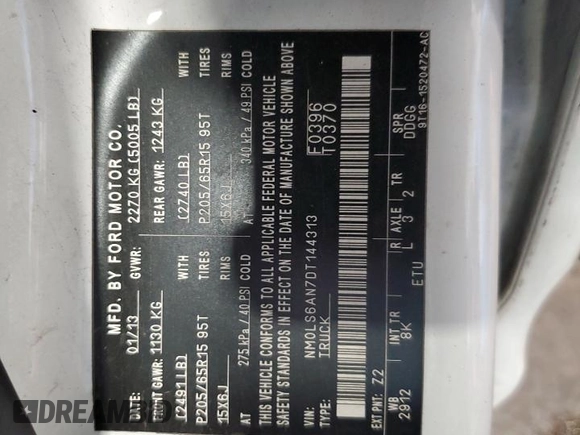 MFD. BY FORD MOTOR CO.
DATE: 01/13 GVWR: 2270 KG (5005 LB)
FRONT GAWR: 1130 KG REAR GAWR: 1249 KG
(2491 LB) WITH (2740 LB) WITH
P205/65R15 95T TIRES P205/65R15 95T TIRES
15X6J RIMS 15X6J RIMS
AT 275 kPa / 40 PSI COLD AT 340 kPa / 49 PSI COLD
THIS VEHICLE CONFORMS TO ALL APPLICABLE FEDERAL MOTOR VEHICLE
SAFETY STANDARDS IN EFFECT ON THE DATE OF MANUFACTURE SHOWN ABOVE
VIN: NM0LS6AN7DT144313 F0396
TYPE: TRUCK T0370
EXT PNT: Z2
WB INT TR R AXLE TR SPR
2912 8K L 3 2 DDGG
ETU 9T16-1520472-AC
DREAMBID